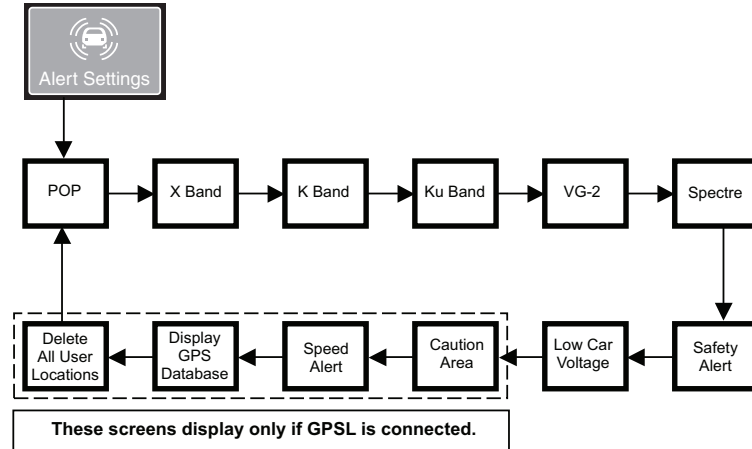 Alert Settings
POP
X Band
K Band
Ku Band
VG-2
Spectre
Delete
All User
Locations
Display
GPS
Database
Speed
Alert
Caution
Area
Low Car
Voltage
Safety
Alert
These screens display only if GPSL is connected.